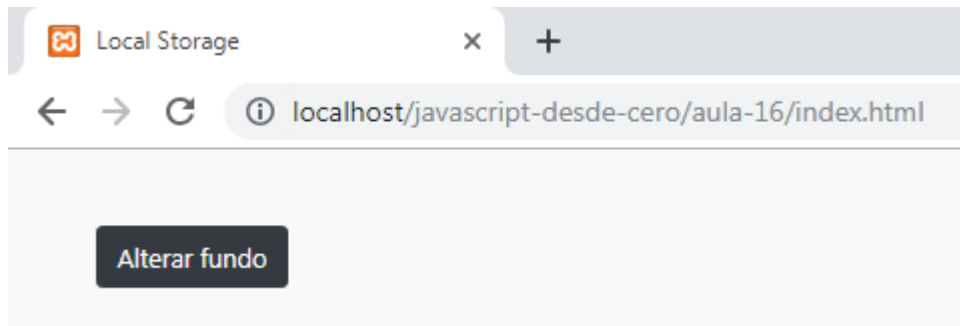 Local Storage
localhost/javascript-desde-cero/aula-16/index.html
Alterar fundo